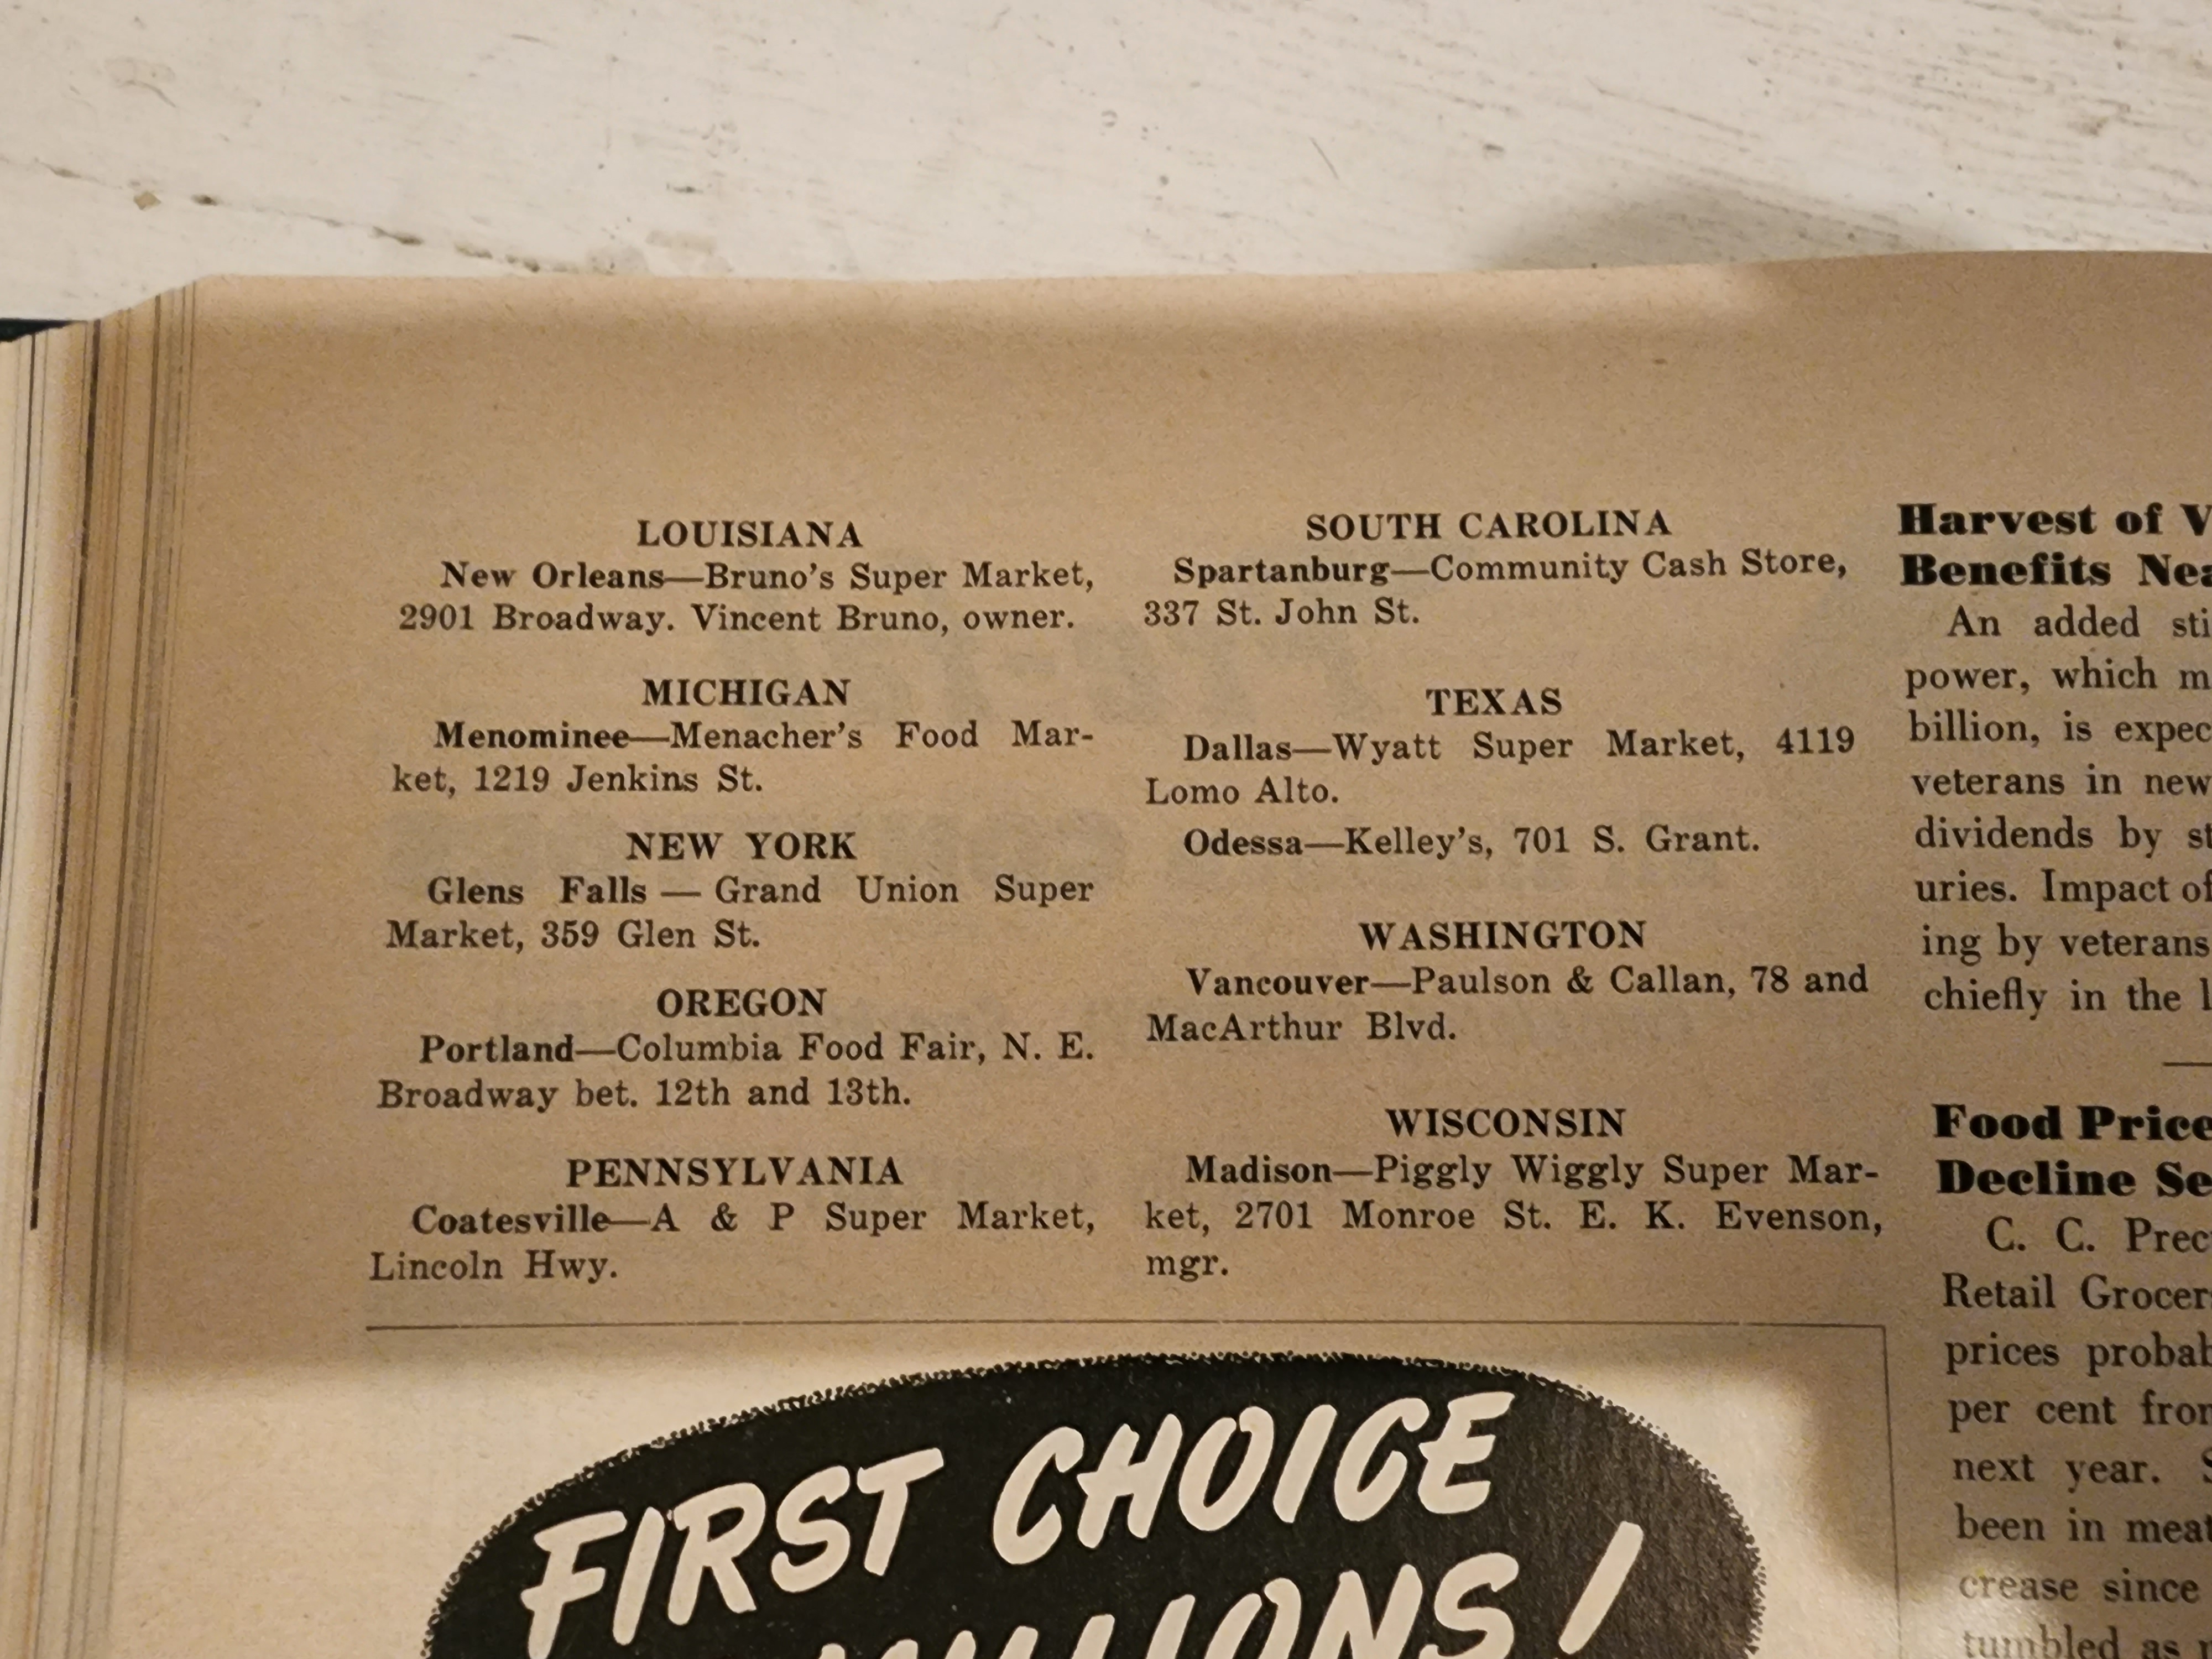 LOUISIANA
New Orleans—Bruno's Super Market,
2901 Broadway. Vincent Bruno, owner.
MICHIGAN
Menominee—Menacher's Food Mar-
ket, 1219 Jenkins St.
NEW YORK
Glens Falls — Grand Union Super
Market, 359 Glen St.
OREGON
Portland—Columbia Food Fair, N. E.
Broadway bet. 12th and 13th.
PENNSYLVANIA
Coatesville—A & P Super Market,
Lincoln Hwy.
SOUTH CAROLINA
Spartanburg—Community Cash Store,
337 St. John St.
TEXAS
Dallas—Wyatt Super Market, 4119
Lomo Alto.
Odessa—Kelley's, 701 S. Grant.
WASHINGTON
Vancouver—Paulson & Callan, 78 and
MacArthur Blvd.
WISCONSIN
Madison—Piggly Wiggly Super Mar-
ket, 2701 Monroe St. E. K. Evenson,
mgr.
Harvest of
Benefits
An added
power, which
billion, is
veterans in new
dividends by
uries. Impact of
ing by veterans
chiefly in the
Food Price
Decline
C. C.
Retail
prices
per cent
next year.
been in meat
crease since
tumbled as
FIRST CHOICE
MILLIONS!